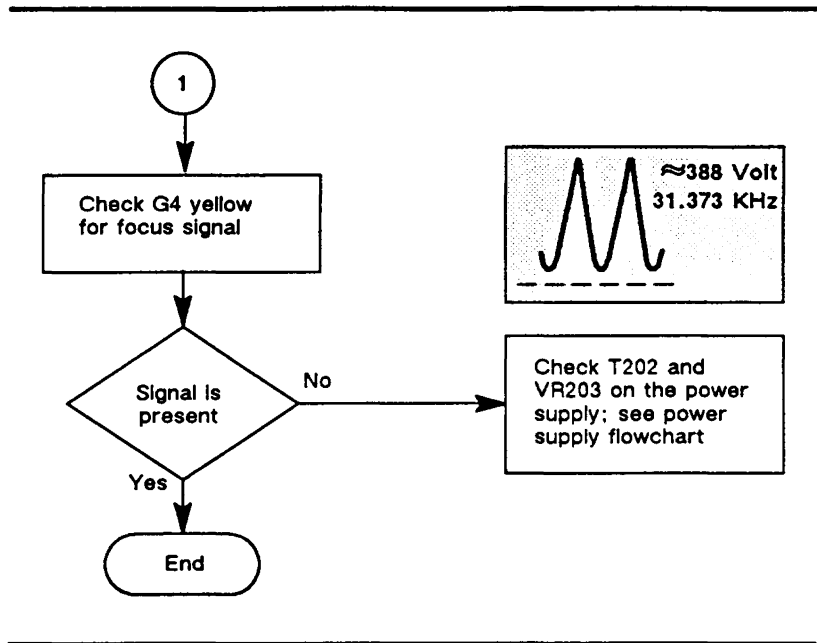 1
Check G4 yellow
for focus signal
≈388 Volt
31.373 KHz
Signal is
present
No
Check T202 and
VR203 on the power
supply; see power
supply flowchart
Yes
End